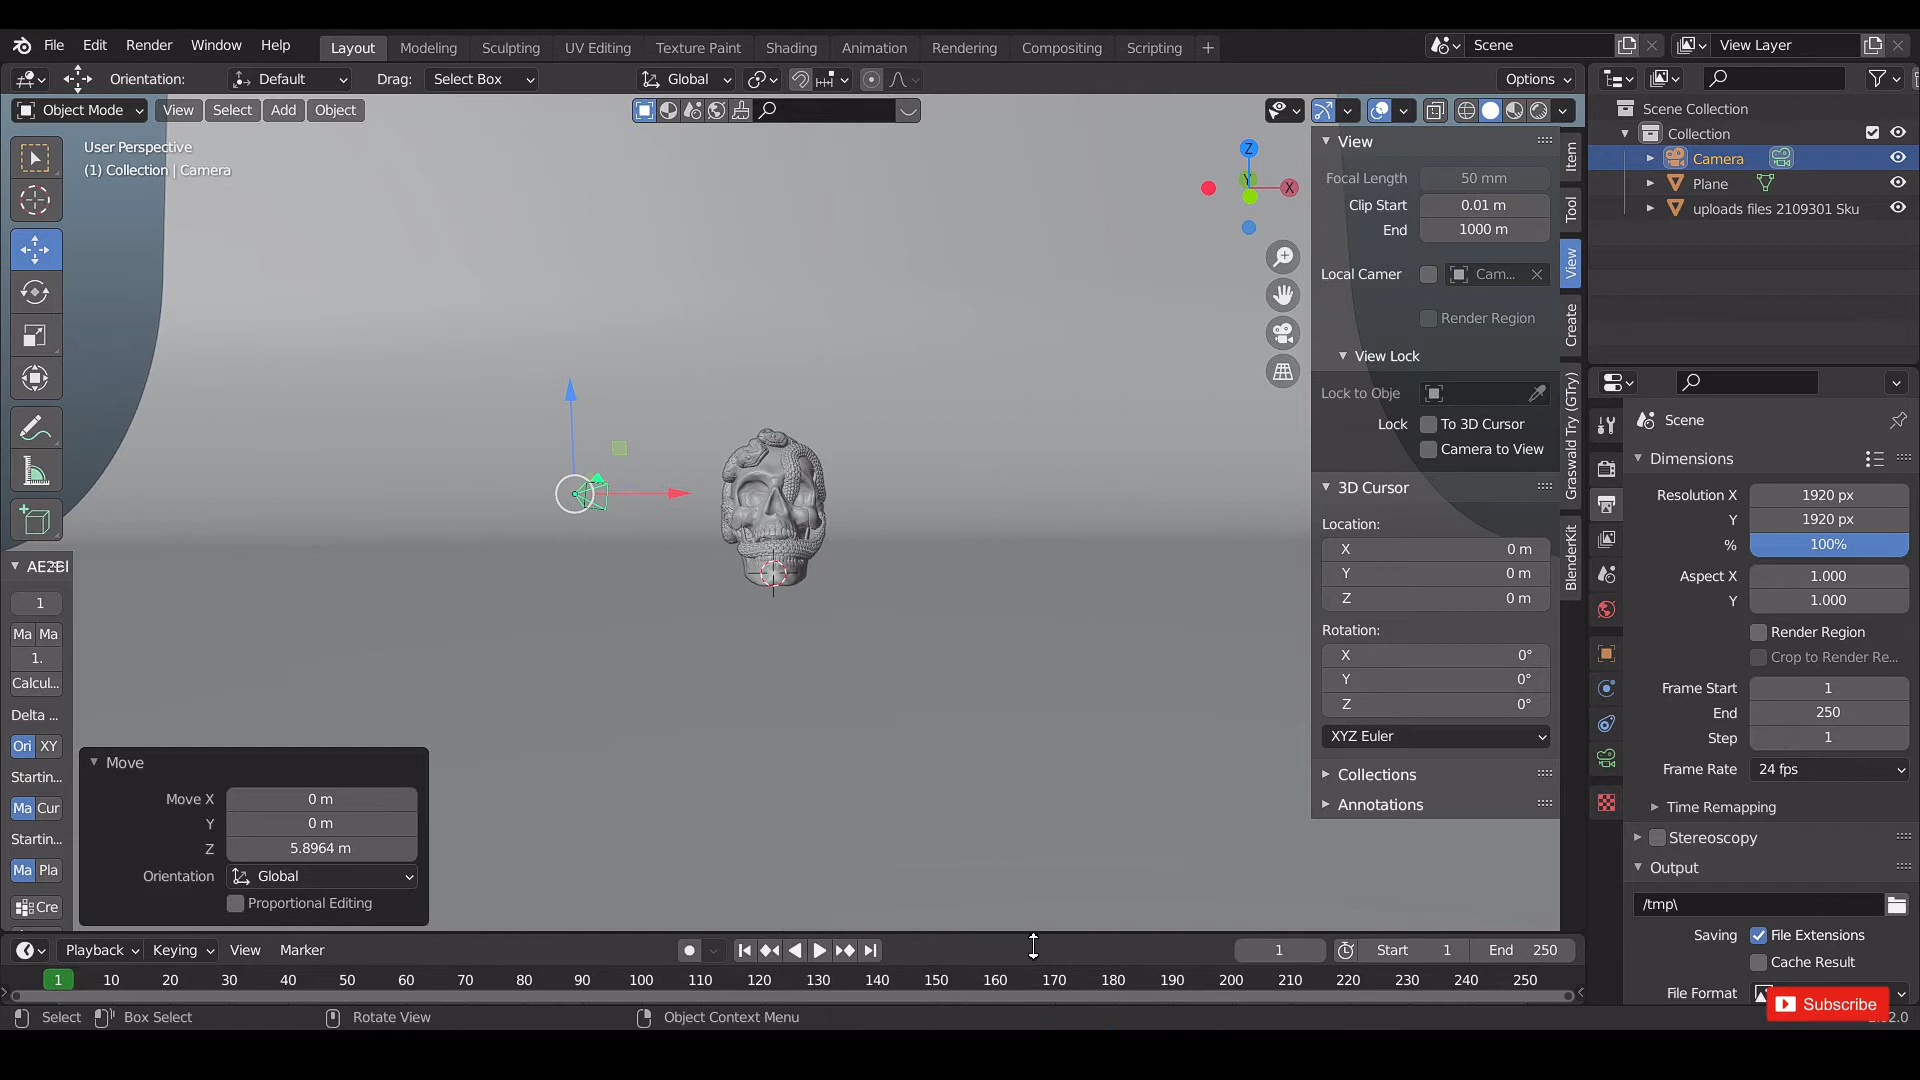 File Edit Render Window Help Layout Modeling Sculpting UV Editing Texture Paint Shading Animation Rendering Compositing Scripting + Scene View Layer
Orientation: Default Drag: Select Box Global Options
Object Mode View Select Add Object
User Perspective
(1) Collection | Camera
Z
Y
X
View
Focal Length 50 mm
Clip Start 0.01 m
End 1000 m
Local Camer Cam...
Render Region
View Lock
Lock to Obje
Lock To 3D Cursor
Camera to View
3D Cursor
Location:
X 0 m
Y 0 m
Z 0 m
Rotation:
X 0°
Y 0°
Z 0°
XYZ Euler
Collections
Annotations
Item
Tool
View
Create
Graswald Try (GTry)
BlenderKit
Scene Collection
Collection
Camera
Plane
uploads files 2109301 Sku
Scene
Dimensions
Resolution X 1920 px
Y 1920 px
% 100%
Aspect X 1.000
Y 1.000
Render Region
Crop to Render Re...
Frame Start 1
End 250
Step 1
Frame Rate 24 fps
Time Remapping
Stereoscopy
Output
/tmp\
Saving File Extensions
Cache Result
File Format
Subscribe
1
Ma Ma
1.
Calcul...
Delta ...
Ori XY
Startin...
Ma Cur
Startin...
Ma Pla
Cre
Move
Move X 0 m
Y 0 m
Z 5.8964 m
Orientation Global
Proportional Editing
Playback Keying View Marker 1 Start 1 End 250
1 10 20 30 40 50 60 70 80 90 100 110 120 130 140 150 160 170 180 190 200 210 220 230 240 250
Select Box Select Rotate View Object Context Menu